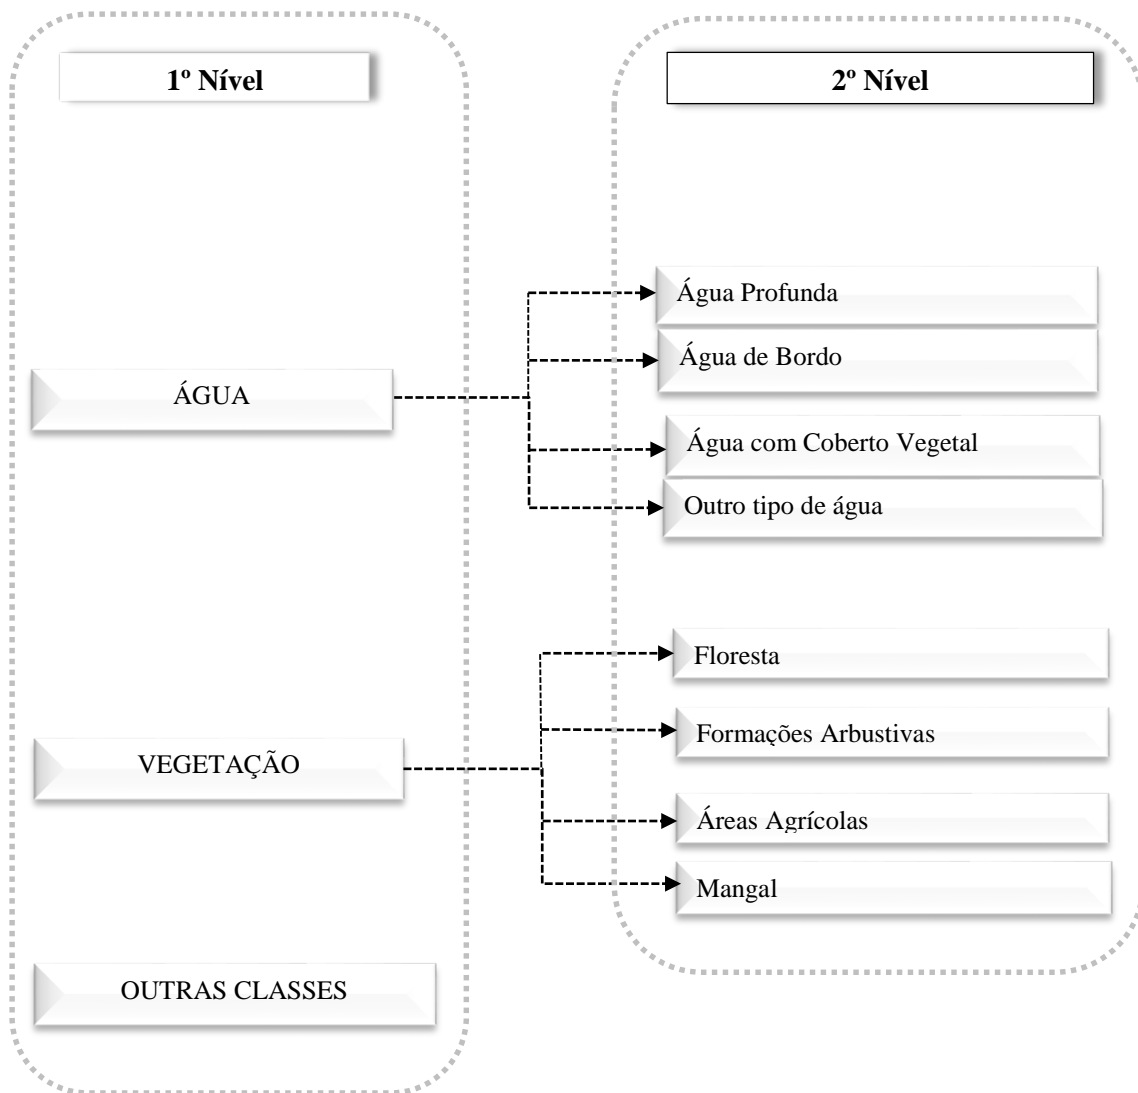 1º Nível
2º Nível
Água Profunda
Água de Bordo
ÁGUA
Água com Coberto Vegetal
Outro tipo de água
Floresta
Formações Arbustivas
VEGETAÇÃO
Áreas Agrícolas
Mangal
OUTRAS CLASSES